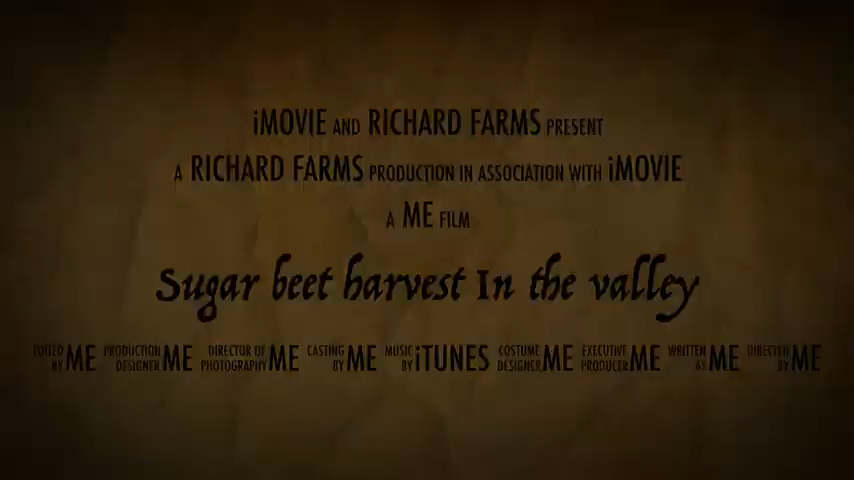 iMOVIE AND RICHARD FARMS PRESENT
A RICHARD FARMS PRODUCTION IN ASSOCIATION WITH iMOVIE
A ME FILM
Sugar beet harvest In the valley
EDITED BY ME PRODUCTION DESIGNER ME DIRECTOR OF PHOTOGRAPHY ME CASTING BY ME MUSIC BY iTUNES COSTUME DESIGNER ME EXECUTIVE PRODUCER ME WRITTEN BY ME DIRECTED BY ME